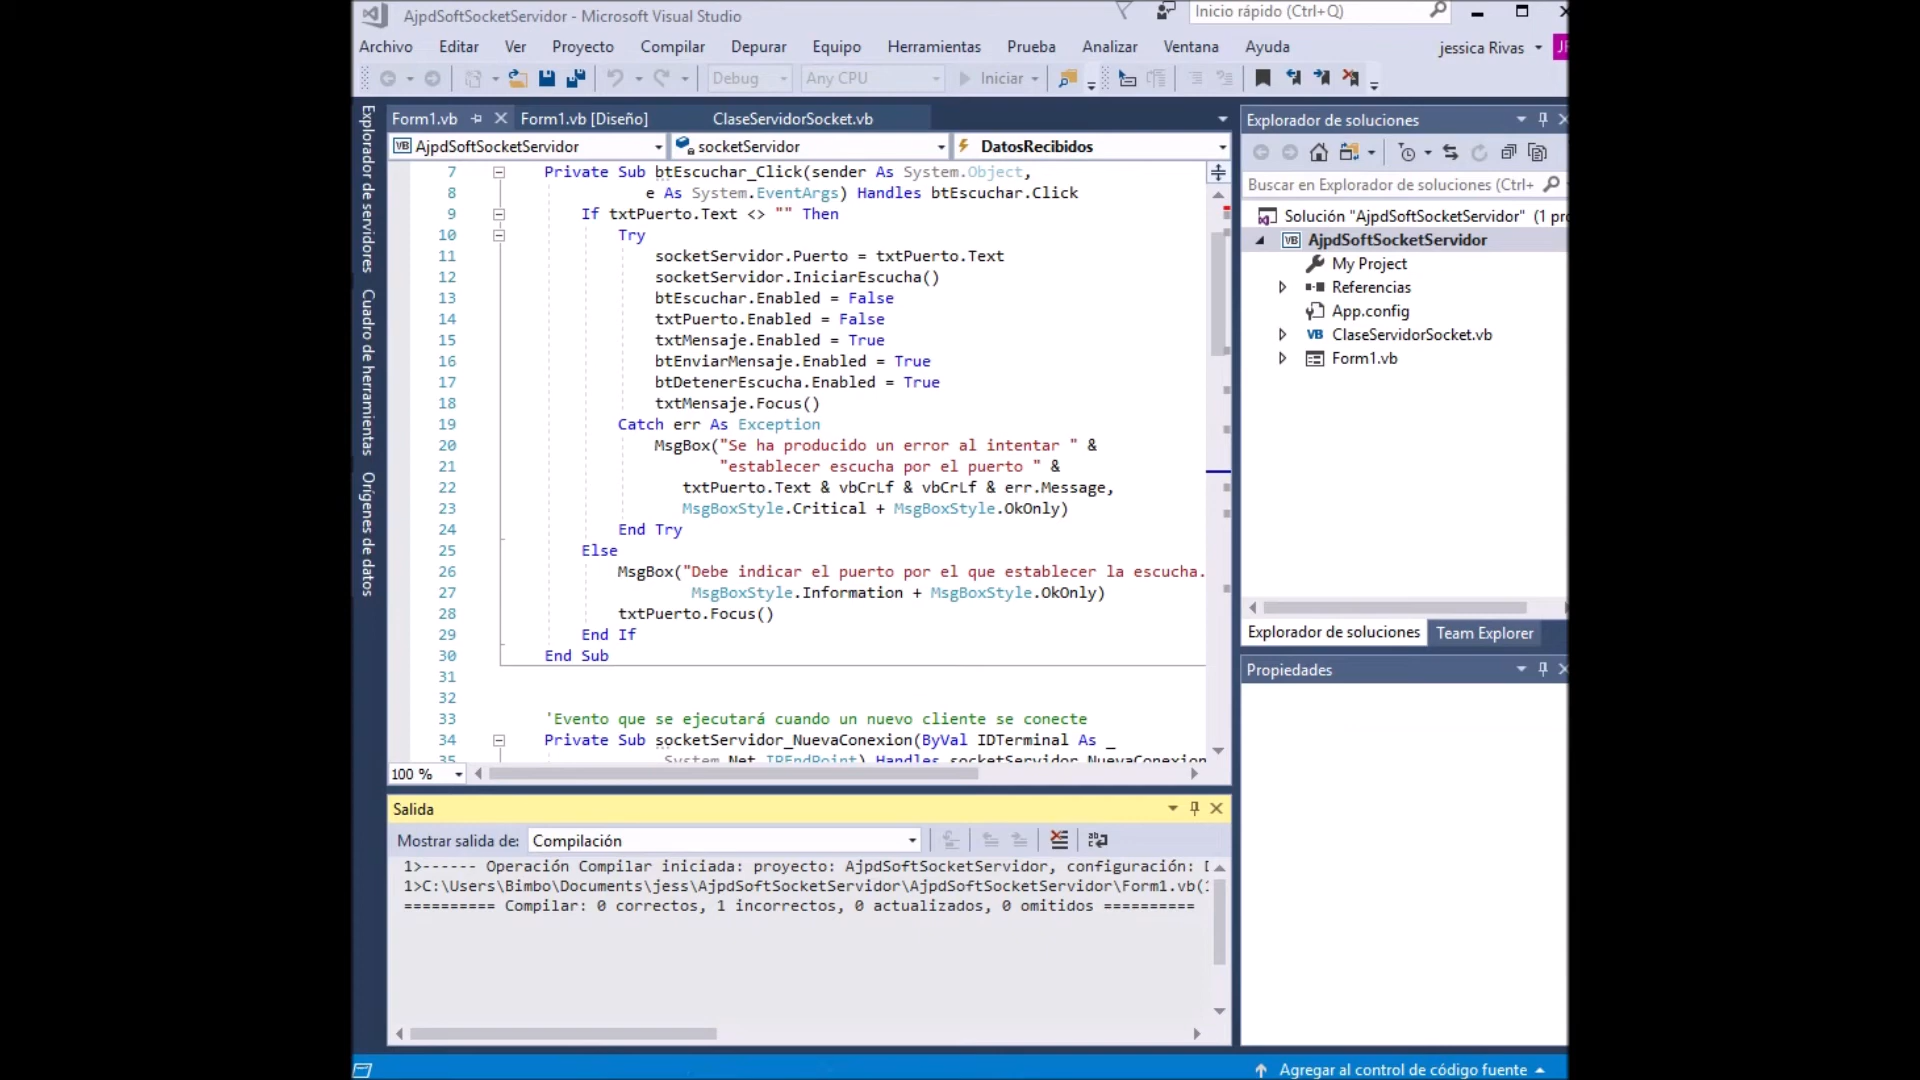 AjpdSoftSocketServidor - Microsoft Visual Studio
Inicio rápido (Ctrl+Q)
Archivo Editar Ver Proyecto Compilar Depurar Equipo Herramientas Prueba Analizar Ventana Ayuda jessica Rivas JR
Debug Any CPU Iniciar
Explorador de servidores
Cuadro de herramientas
Orígenes de datos
Form1.vb Form1.vb [Diseño] ClaseServidorSocket.vb
AjpdSoftSocketServidor socketServidor DatosRecibidos
7 Private Sub btEscuchar_Click(sender As System.Object,
8 e As System.EventArgs) Handles btEscuchar.Click
9 If txtPuerto.Text <> "" Then
10 Try
11 socketServidor.Puerto = txtPuerto.Text
12 socketServidor.IniciarEscucha()
13 btEscuchar.Enabled = False
14 txtPuerto.Enabled = False
15 txtMensaje.Enabled = True
16 btEnviarMensaje.Enabled = True
17 btDetenerEscucha.Enabled = True
18 txtMensaje.Focus()
19 Catch err As Exception
20 MsgBox("Se ha producido un error al intentar " &
21 "establecer escucha por el puerto " &
22 txtPuerto.Text & vbCrLf & vbCrLf & err.Message,
23 MsgBoxStyle.Critical + MsgBoxStyle.OkOnly)
24 End Try
25 Else
26 MsgBox("Debe indicar el puerto por el que establecer la escucha.
27 MsgBoxStyle.Information + MsgBoxStyle.OkOnly)
28 txtPuerto.Focus()
29 End If
30 End Sub
31
32
33 'Evento que se ejecutará cuando un nuevo cliente se conecte
34 Private Sub socketServidor_NuevaConexion(ByVal IDTerminal As _
35 System.Net.IPEndPoint) Handles socketServidor.NuevaConexion
100 %
Salida
Mostrar salida de: Compilación
1>------ Operación Compilar iniciada: proyecto: AjpdSoftSocketServidor, configuración:
1>C:\Users\Bimbo\Documents\jess\AjpdSoftSocketServidor\AjpdSoftSocketServidor\Form1.vb(
========== Compilar: 0 correctos, 1 incorrectos, 0 actualizados, 0 omitidos ==========
Explorador de soluciones
Buscar en Explorador de soluciones (Ctrl+
Solución "AjpdSoftSocketServidor" (1 pro
VB AjpdSoftSocketServidor
My Project
Referencias
App.config
VB ClaseServidorSocket.vb
Form1.vb
Explorador de soluciones Team Explorer
Propiedades
Agregar al control de código fuente